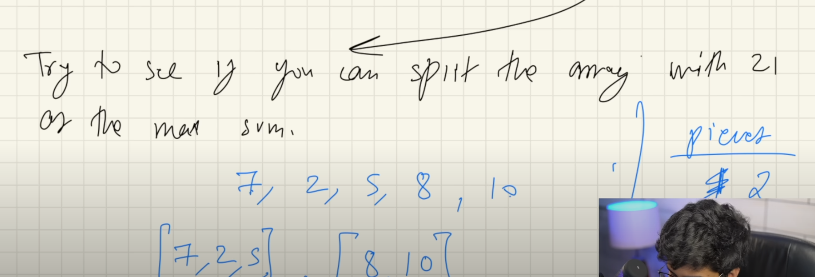 Try to see if you can split the array with 21
as the max sum.
pieces
2
7, 2, 5, 8, 10
[7,2,5], [8 10]